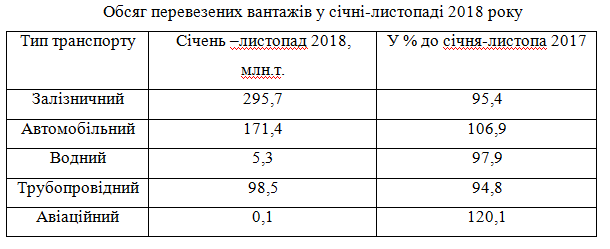 Обсяг перевезених вантажів у січні-листопаді 2018 року
Тип транспорту Січень –листопад 2018, млн.т. У % до січня-листопа 2017
Залізничний 295,7 95,4
Автомобільний 171,4 106,9
Водний 5,3 97,9
Трубопровідний 98,5 94,8
Авіаційний 0,1 120,1